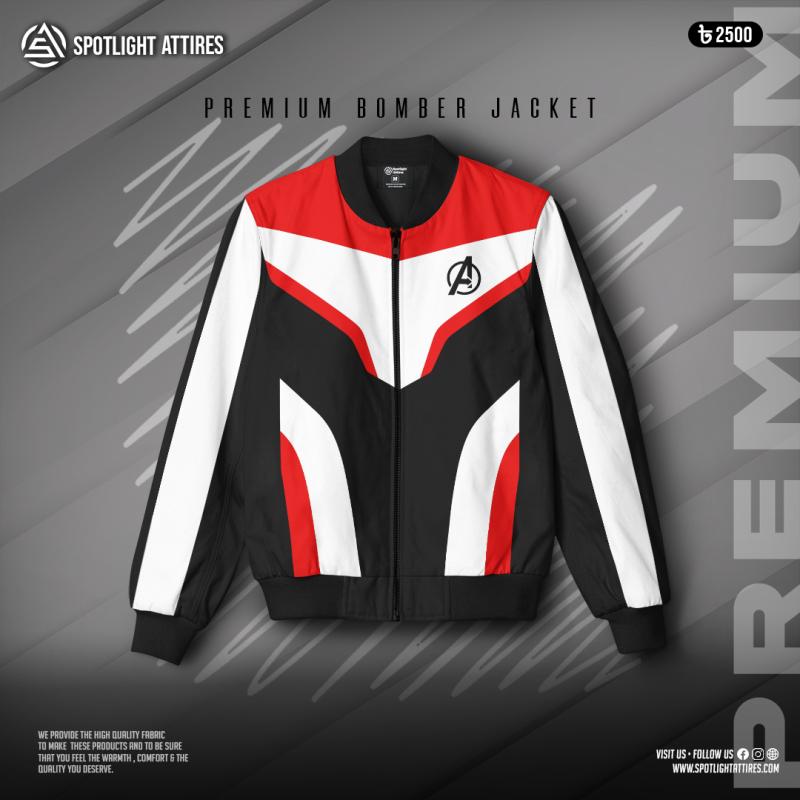 SPOTLIGHT ATTIRES
৳ 2500
PREMIUM BOMBER JACKET
Spotlight
Attires
M
PREMIUM
WE PROVIDE THE HIGH QUALITY FABRIC
TO MAKE THESE PRODUCTS AND TO BE SURE
THAT YOU FEEL THE WARMTH , COMFORT & THE
QUALITY YOU DESERVE.
VISIT US • FOLLOW US
WWW.SPOTLIGHTATTIRES.COM